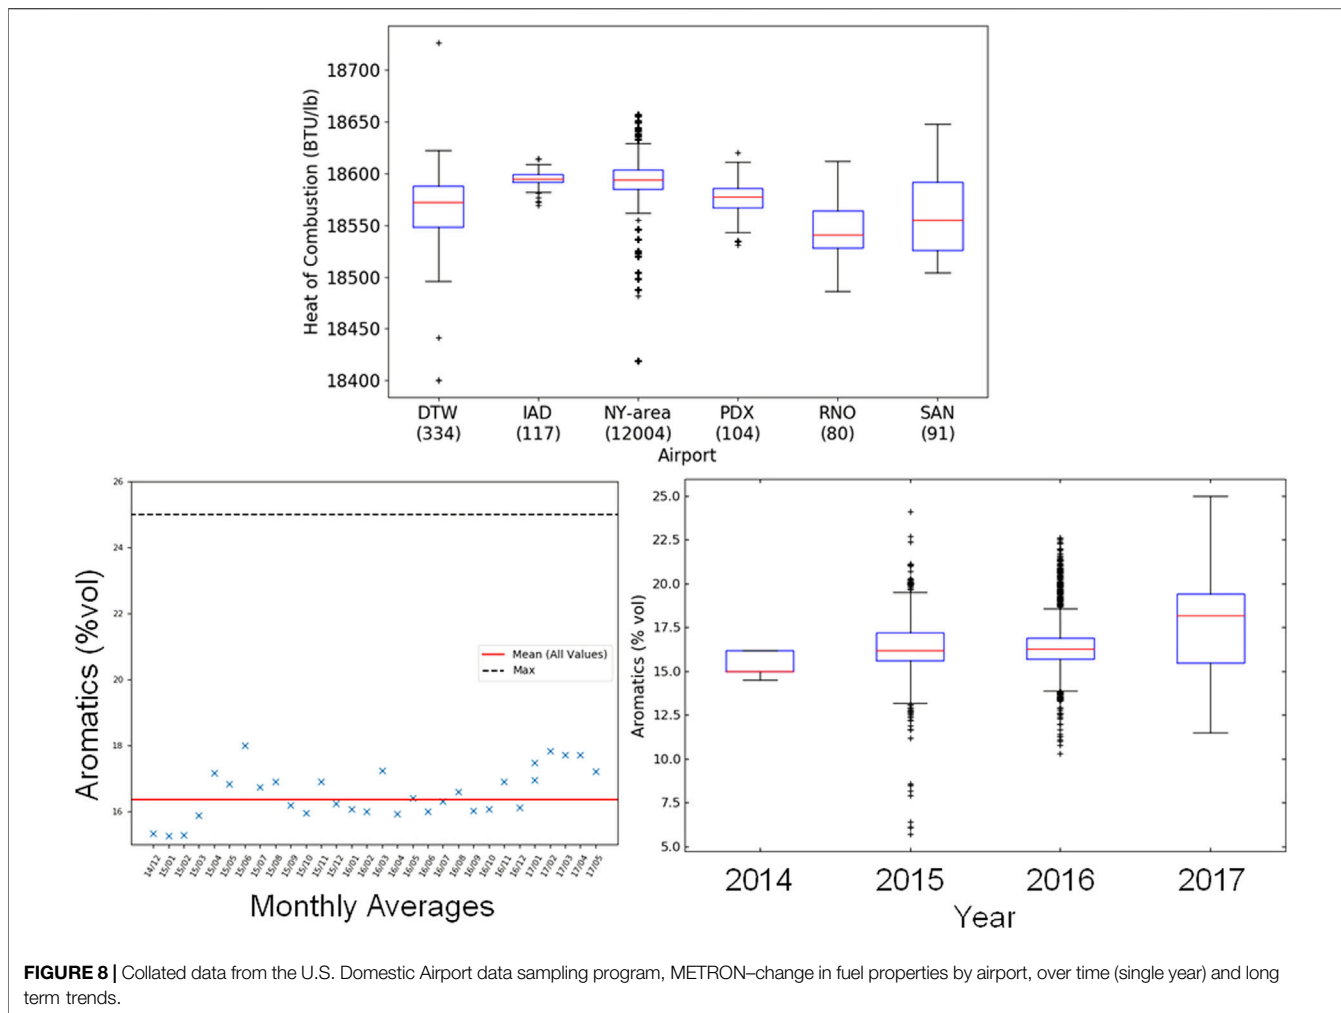 18700
18650
18600
18550
18500
18450
18400
Heat of Combustion (BTU/lb)
DTW IAD NY-area PDX RNO SAN
(334) (117) (12004) (104) (80) (91)
Airport
26
24
22
20
18
16
Aromatics (%vol)
Mean (All Values)
Max
14/12 15/01 15/02 15/03 15/04 15/05 15/06 15/07 15/08 15/09 15/10 15/11 15/12 16/01 16/02 16/03 16/04 16/05 16/06 16/07 16/08 16/09 16/10 16/11 16/12 17/01 17/02 17/03 17/04 17/05
Monthly Averages
25.0
22.5
20.0
17.5
15.0
12.5
10.0
7.5
5.0
Aromatics (% vol)
2014 2015 2016 2017
Year
FIGURE 8 | Collated data from the U.S. Domestic Airport data sampling program, METRON–change in fuel properties by airport, over time (single year) and long
term trends.